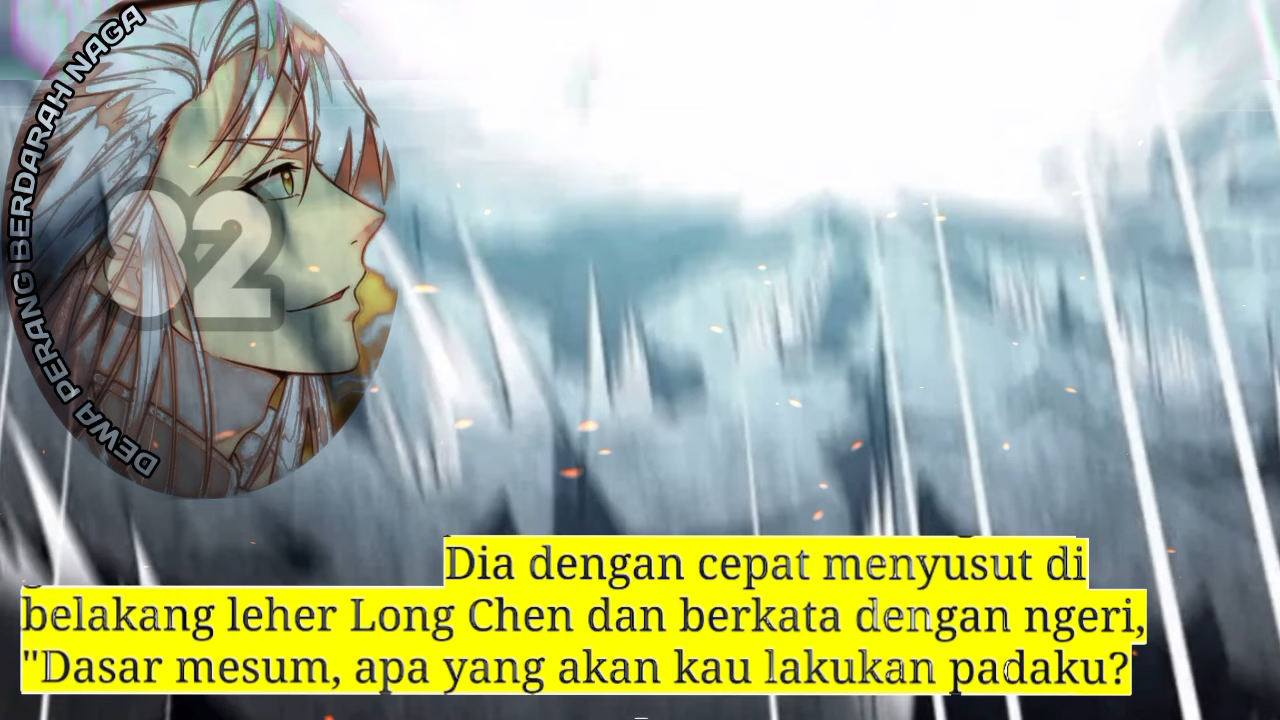 DEWA PERANG BERDARAH NAGA
Dia dengan cepat menyusut di
belakang leher Long Chen dan berkata dengan ngeri,
"Dasar mesum, apa yang akan kau lakukan padaku?